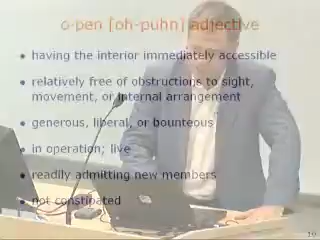 o·pen [oh-puhn] adjective
• having the interior immediately accessible
• relatively free of obstructions to sight,
movement, or internal arrangement
• generous, liberal, or bounteous
• in operation; live
• readily admitting new members
• not constipated